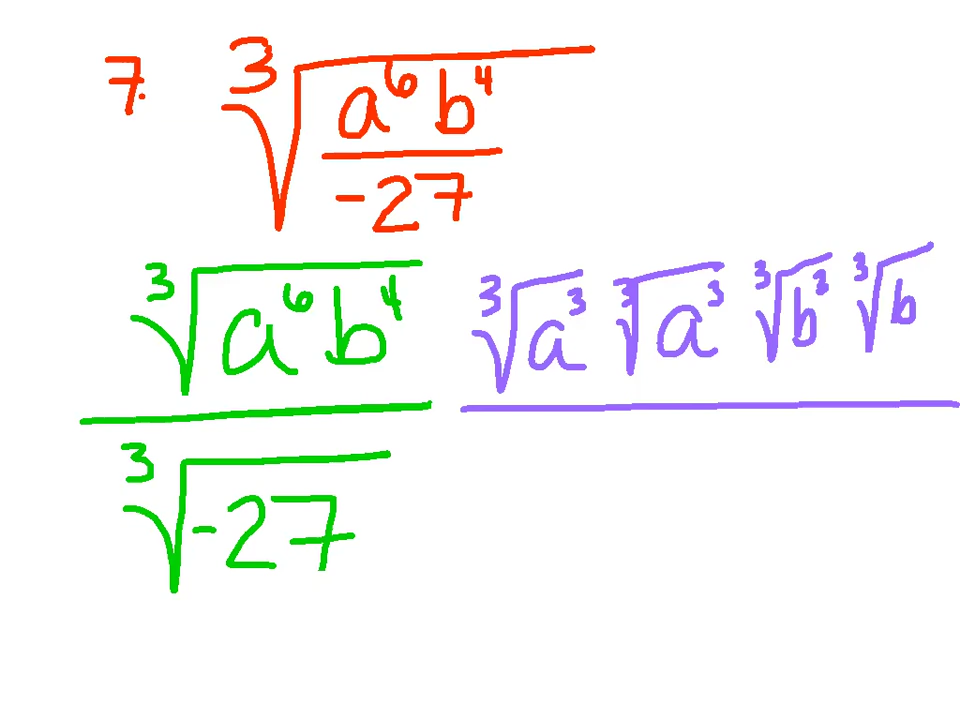 7. ∛(a⁶b⁴ / -27)
∛(a⁶b⁴) / ∛(-27)
∛(a³) ∛(a³) ∛(b³) ∛b